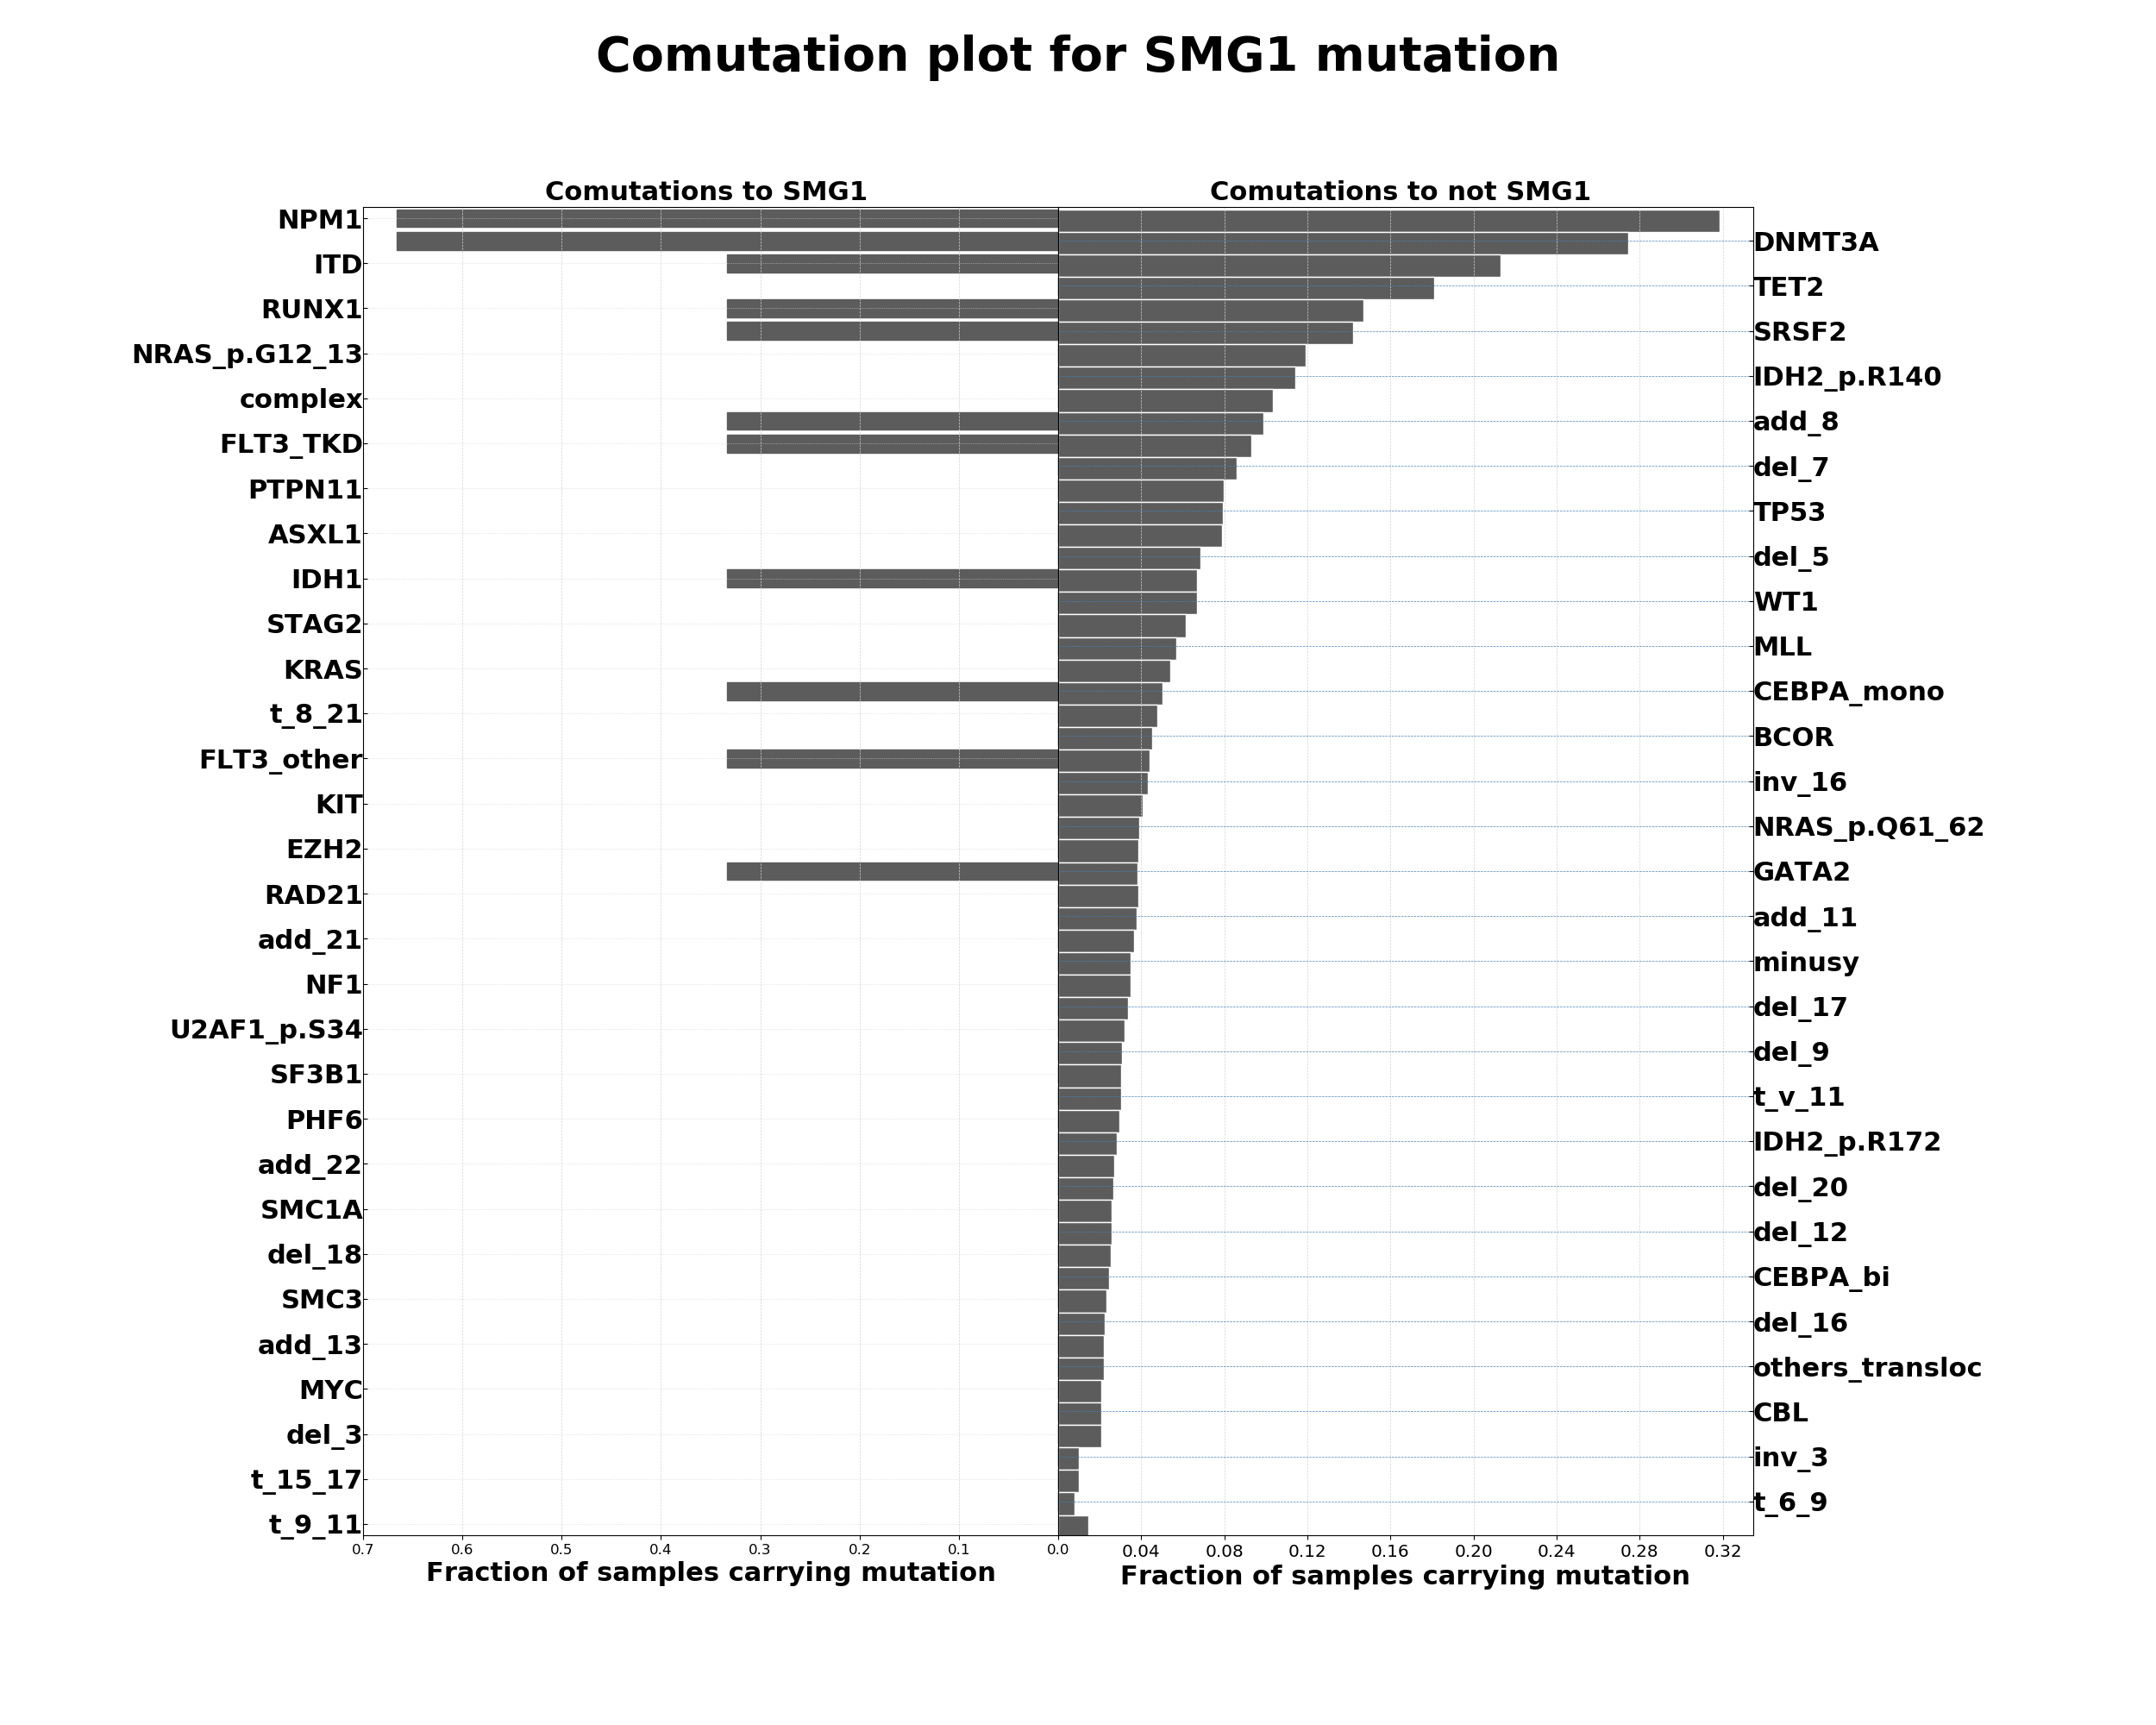 Comutation plot for SMG1 mutation
Comutations to SMG1
Comutations to not SMG1
NPM1
DNMT3A
ITD
TET2
RUNX1
SRSF2
NRAS_p.G12_13
IDH2_p.R140
complex
add_8
FLT3_TKD
del_7
PTPN11
TP53
ASXL1
del_5
IDH1
WT1
STAG2
MLL
KRAS
CEBPA_mono
t_8_21
BCOR
FLT3_other
inv_16
KIT
NRAS_p.Q61_62
EZH2
GATA2
RAD21
add_11
add_21
minusy
NF1
del_17
U2AF1_p.S34
del_9
SF3B1
t_v_11
PHF6
IDH2_p.R172
add_22
del_20
SMC1A
del_12
del_18
CEBPA_bi
SMC3
del_16
add_13
others_transloc
MYC
CBL
del_3
inv_3
t_15_17
t_6_9
t_9_11
0.7 0.6 0.5 0.4 0.3 0.2 0.1 0.0 0.04 0.08 0.12 0.16 0.20 0.24 0.28 0.32
Fraction of samples carrying mutation
Fraction of samples carrying mutation